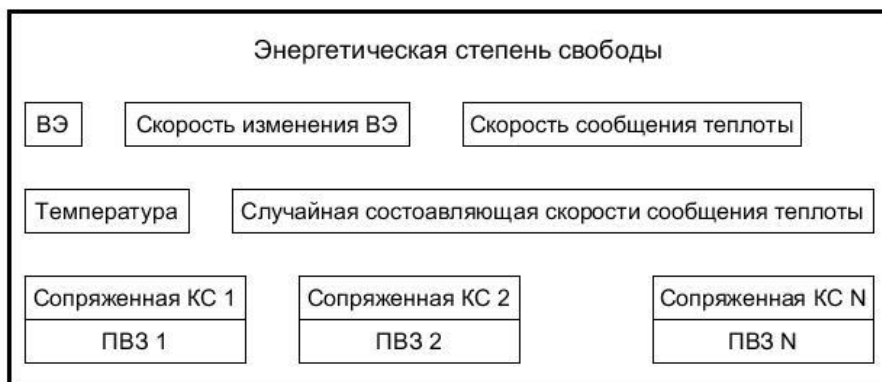 Энергетическая степень свободы
ВЭ Скорость изменения ВЭ Скорость сообщения теплоты
Температура Случайная состоавляющая скорости сообщения теплоты
Сопряженная КС 1 Сопряженная КС 2 Сопряженная КС N
ПВЗ 1 ПВЗ 2 ПВЗ N